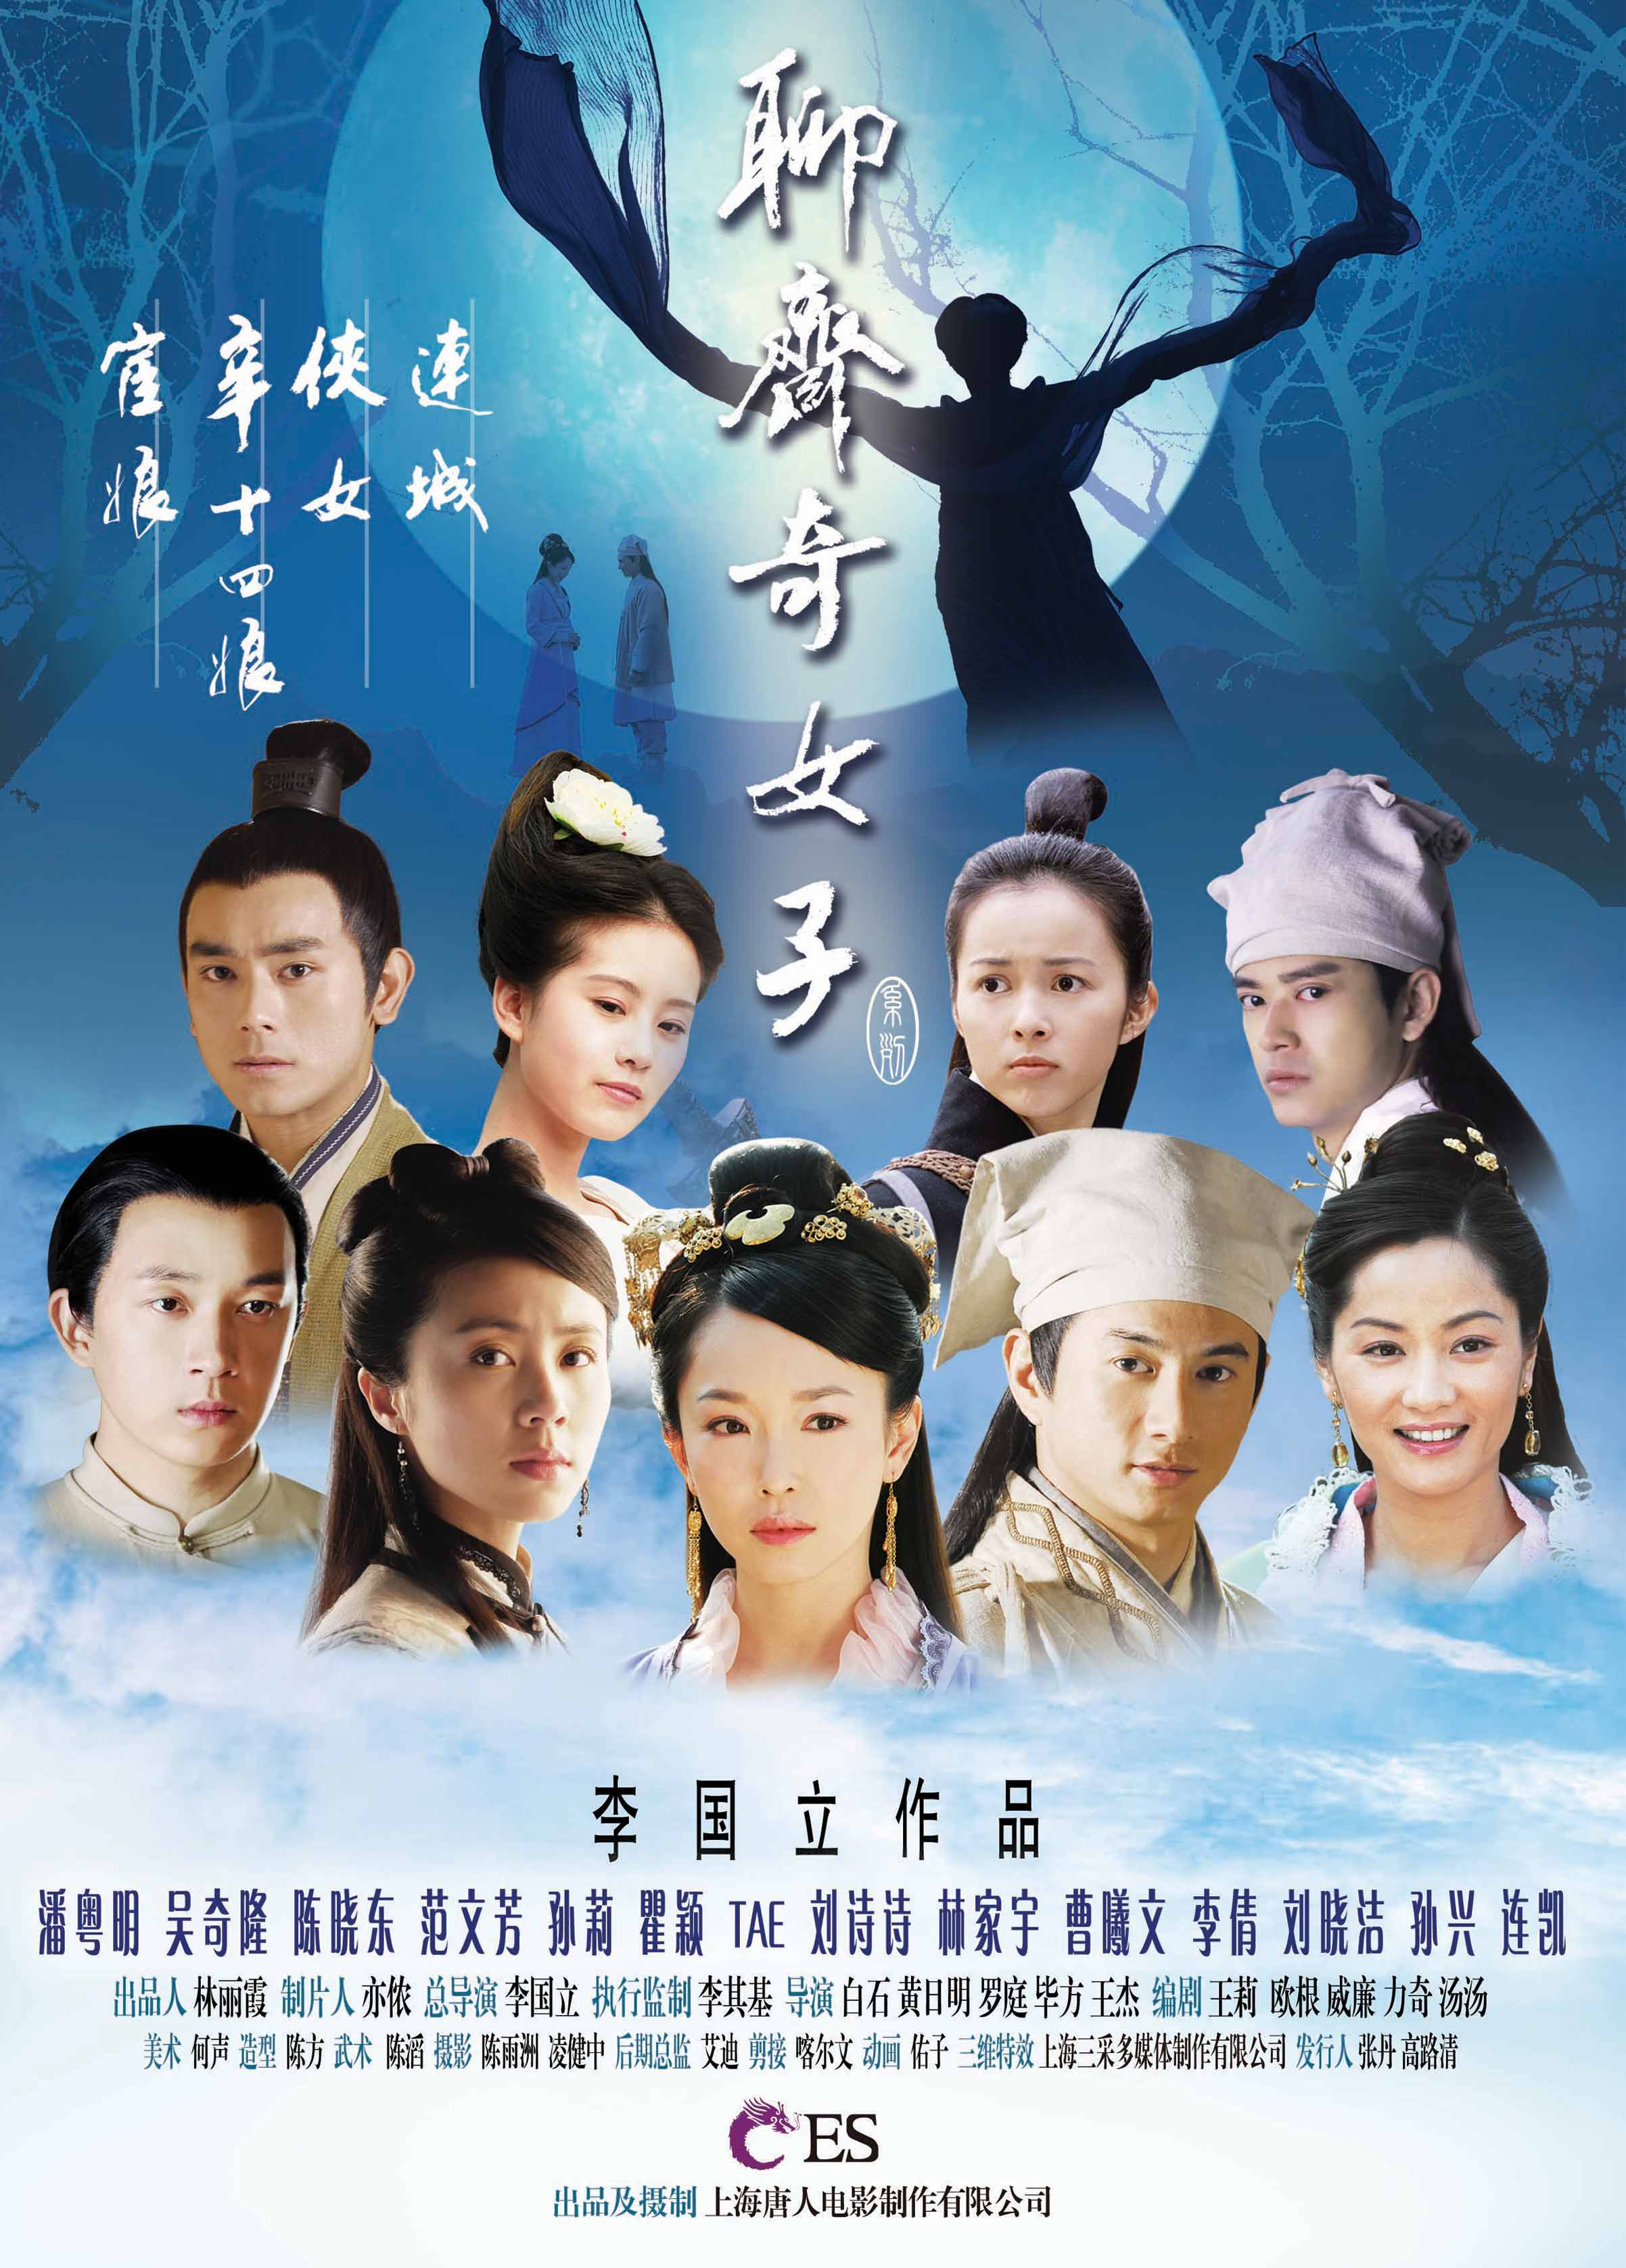 聊齋奇女子
系列
連城
俠女
辛十四娘
宦娘
李国立作品
潘粤明 吴奇隆 陈晓东 范文芳 孙莉 瞿颖 TAE 刘诗诗 林家宇 曹曦文 李倩 刘晓洁 孙兴 连凯
出品人 林丽霞 制片人 亦侬 总导演 李国立 执行监制 李其基 导演 白石 黄日明 罗庭 毕方 王杰 编剧 王莉 欧根 威廉 力奇 汤汤
美术 何声 造型 陈方 武术 陈滔 摄影 陈雨洲 凌健中 后期总监 艾迪 剪接 喀尔文 动画 佑子 三维特效 上海三采多媒体制作有限公司 发行人 张丹 高路清
CES
出品及摄制 上海唐人电影制作有限公司